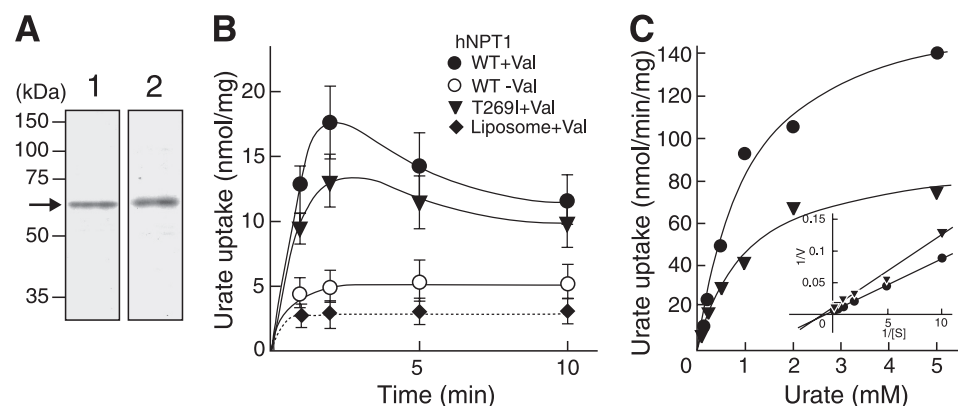 A
1 2
(kDa)
150
100
75
50
35
B
Urate uptake (nmol/mg)
20
15
10
5
0
5
10
Time (min)
hNPT1
WT+Val
WT -Val
T269I+Val
Liposome+Val
C
Urate uptake (nmol/min/mg)
140
120
100
80
60
40
20
0
1
2
3
4
5
Urate (mM)
1/V
0.15
0.1
0.05
0
5
10
1/[S]